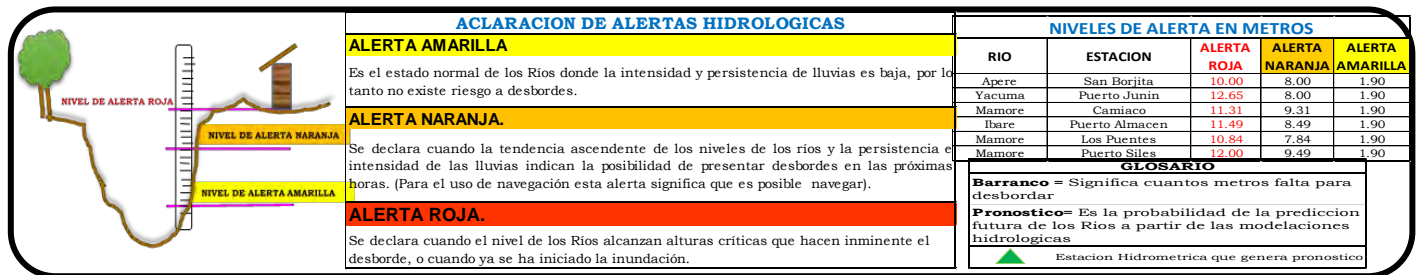 NIVEL DE ALERTA ROJA
NIVEL DE ALERTA NARANJA
NIVEL DE ALERTA AMARILLA
ACLARACION DE ALERTAS HIDROLOGICAS
ALERTA AMARILLA
Es el estado normal de los Ríos donde la intensidad y persistencia de lluvias es baja, por lo
tanto no existe riesgo a desbordes.
ALERTA NARANJA.
Se declara cuando la tendencia ascendente de los niveles de los ríos y la persistencia e
intensidad de las lluvias indican la posibilidad de presentar desbordes en las próximas
horas. (Para el uso de navegación esta alerta significa que es posible navegar).
ALERTA ROJA.
Se declara cuando el nivel de los Ríos alcanzan alturas críticas que hacen inminente el
desborde, o cuando ya se ha iniciado la inundación.
NIVELES DE ALERTA EN METROS
RIO ESTACION ALERTA ROJA ALERTA NARANJA ALERTA AMARILLA
Apere San Borjita 10.00 8.00 1.90
Yacuma Puerto Junin 12.65 8.00 1.90
Mamore Camiaco 11.31 9.31 1.90
Ibare Puerto Almacen 11.49 8.49 1.90
Mamore Los Puentes 10.84 7.84 1.90
Mamore Puerto Siles 12.00 9.49 1.90
GLOSARIO
Barranco = Significa cuantos metros falta para
desbordar
Pronostico= Es la probabilidad de la prediccion
futura de los Rios a partir de las modelaciones
hidrologicas
Estacion Hidrometrica que genera pronostico